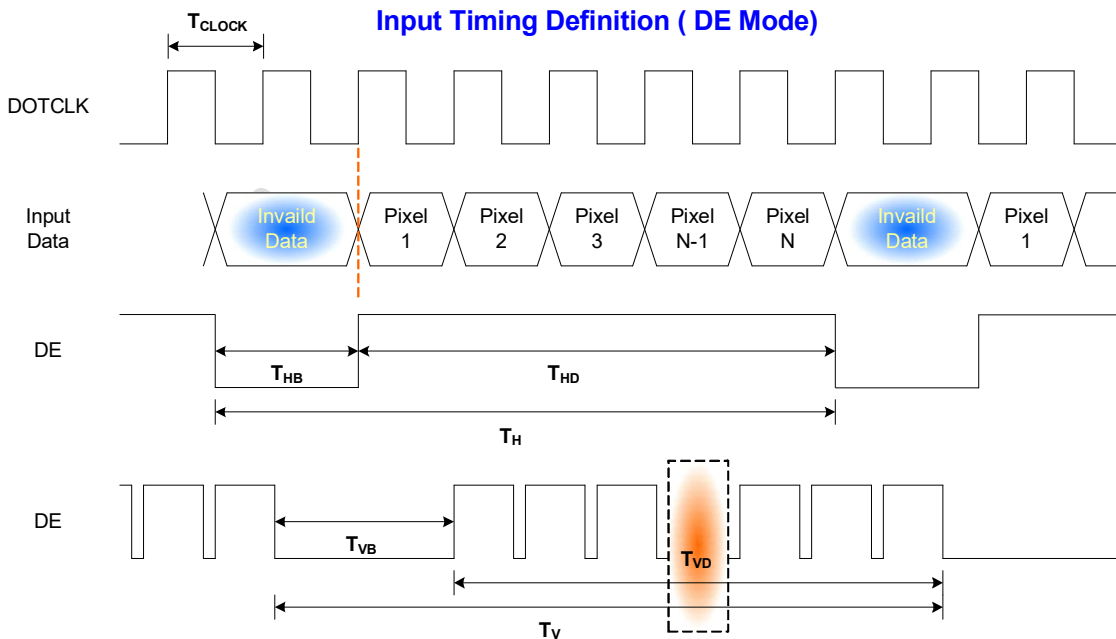 Input Timing Definition ( DE Mode)
TCLOCK
DOTCLK
Input
Data
Invaild
Data
Pixel
1
Pixel
2
Pixel
3
Pixel
N-1
Pixel
N
Invaild
Data
Pixel
1
DE
THB
THD
TH
DE
TVB
TVD
TV